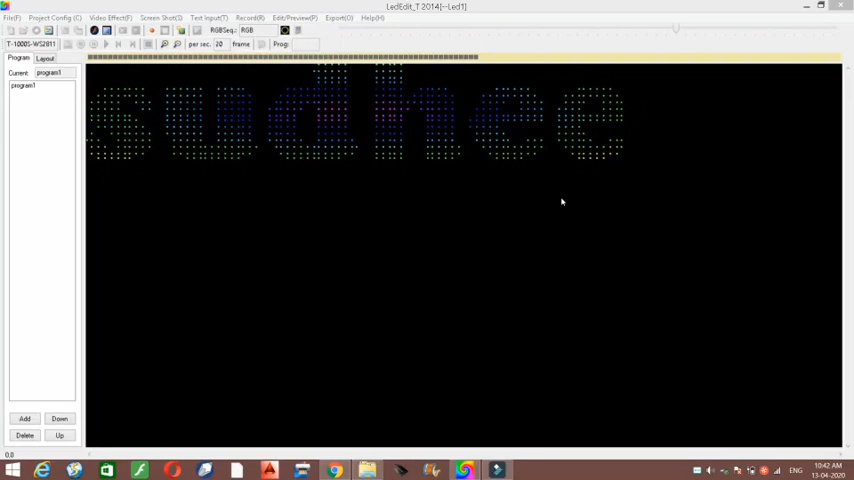 LedEdit_T 2014[--Led1]
File(F) Project Config (C) Video Effect(F) Screen Shot(S) Text Input(T) Record(R) Edit/Preview(P) Export(O) Help(H)
RGBSeq.: RGB
T-1000S-WS2811 per sec. 20 frame Prog:
Program Layout
Current: program1
program1
sudhee
Add Down
Delete Up
0.0
ENG 10:42 AM
13-04-2020